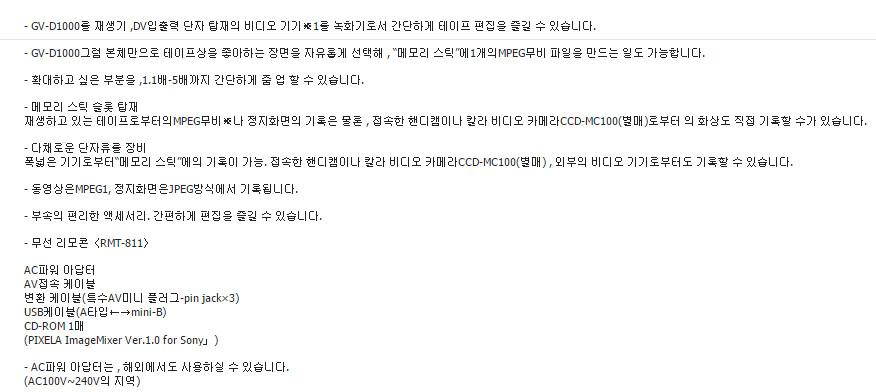 - GV-D1000을 재생기 ,DV입출력 단자 탑재의 비디오 기기※1를 녹화기로서 간단하게 테이프 편집을 즐길 수 있습니다.
- GV-D1000그럼 본체만으로 테이프상을 좋아하는 장면을 자유롭게 선택해 , “메모리 스틱”에1개의MPEG무비 파일을 만드는 일도 가능합니다.
- 확대하고 싶은 부분을 ,1.1배-5배까지 간단하게 줌 업 할 수 있습니다.
- 메모리 스틱 슬롯 탑재
재생하고 있는 테이프로부터의MPEG무비※나 정지화면의 기록은 물론 , 접속한 핸디캠이나 칼라 비디오 카메라CCD-MC100(별매)로부터 의 화상도 직접 기록할 수가 있습니다.
- 다채로운 단자류를 장비
폭넓은 기기로부터“메모리 스틱”에의 기록이 가능. 접속한 핸디캠이나 칼라 비디오 카메라CCD-MC100(별매) , 외부의 비디오 기기로부터도 기록할 수 있습니다.
- 동영상은MPEG1, 정지화면은JPEG방식에서 기록됩니다.
- 부속의 편리한 액세서리. 간편하게 편집을 즐길 수 있습니다.
- 무선 리모콘〈RMT-811〉
AC파워 아답터
AV접속 케이블
변환 케이블(특수AV미니 플러그-pin jack×3)
USB케이블(A타입←→mini-B)
CD-ROM 1매
(PIXELA ImageMixer Ver.1.0 for Sony」)
- AC파워 아답터는 , 해외에서도 사용하실 수 있습니다.
(AC100V~240V의 지역)